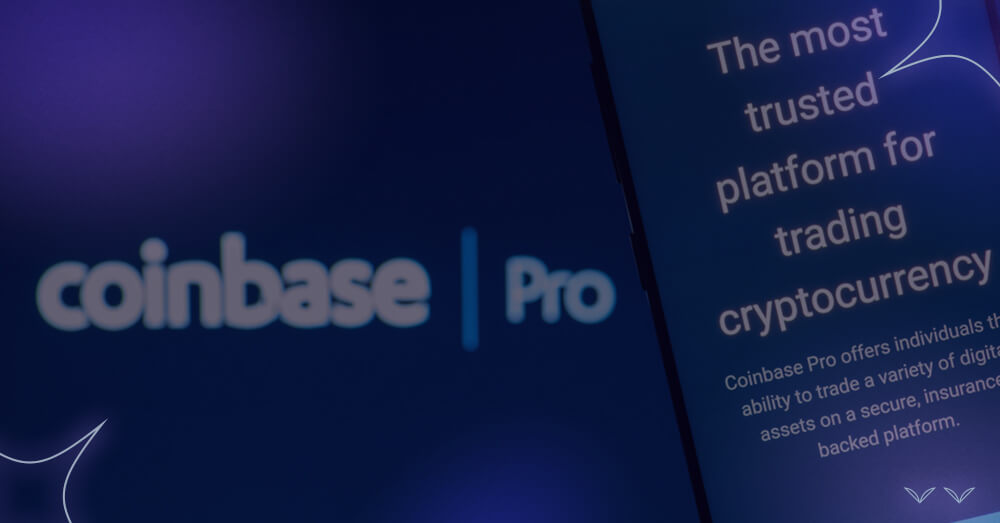 coinbase | Pro
The most
trusted
platform for
trading
cryptocurrency
Coinbase Pro offers individuals
ability to trade a variety of
assets on a secure, insurance
backed platform.